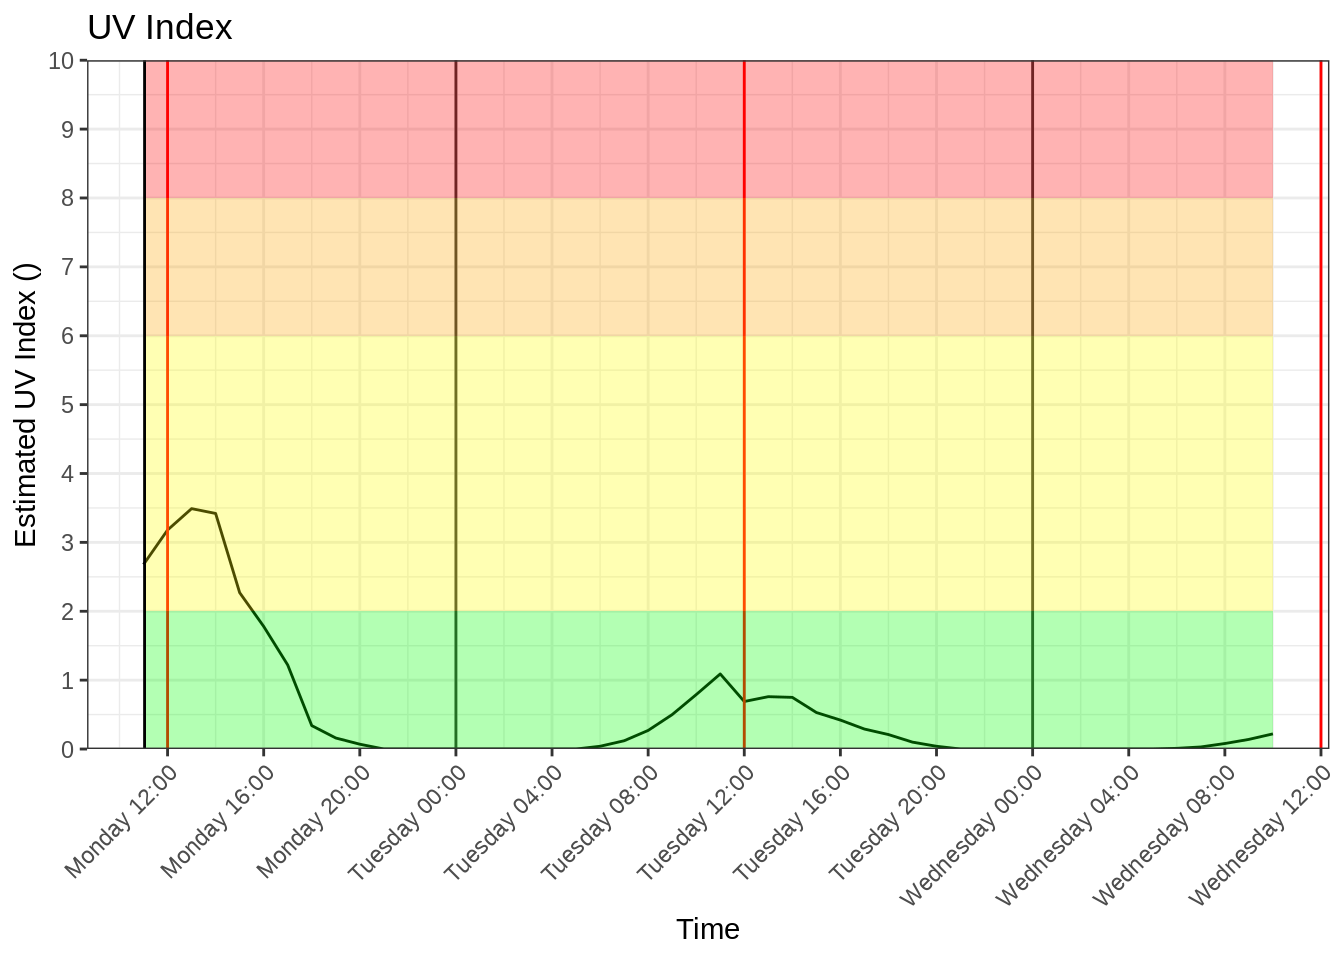 UV Index
Estimated UV Index ()
10
9
8
7
6
5
4
3
2
1
0
Monday 12:00
Monday 16:00
Monday 20:00
Tuesday 00:00
Tuesday 04:00
Tuesday 08:00
Tuesday 12:00
Tuesday 16:00
Tuesday 20:00
Wednesday 00:00
Wednesday 04:00
Wednesday 08:00
Wednesday 12:00
Time